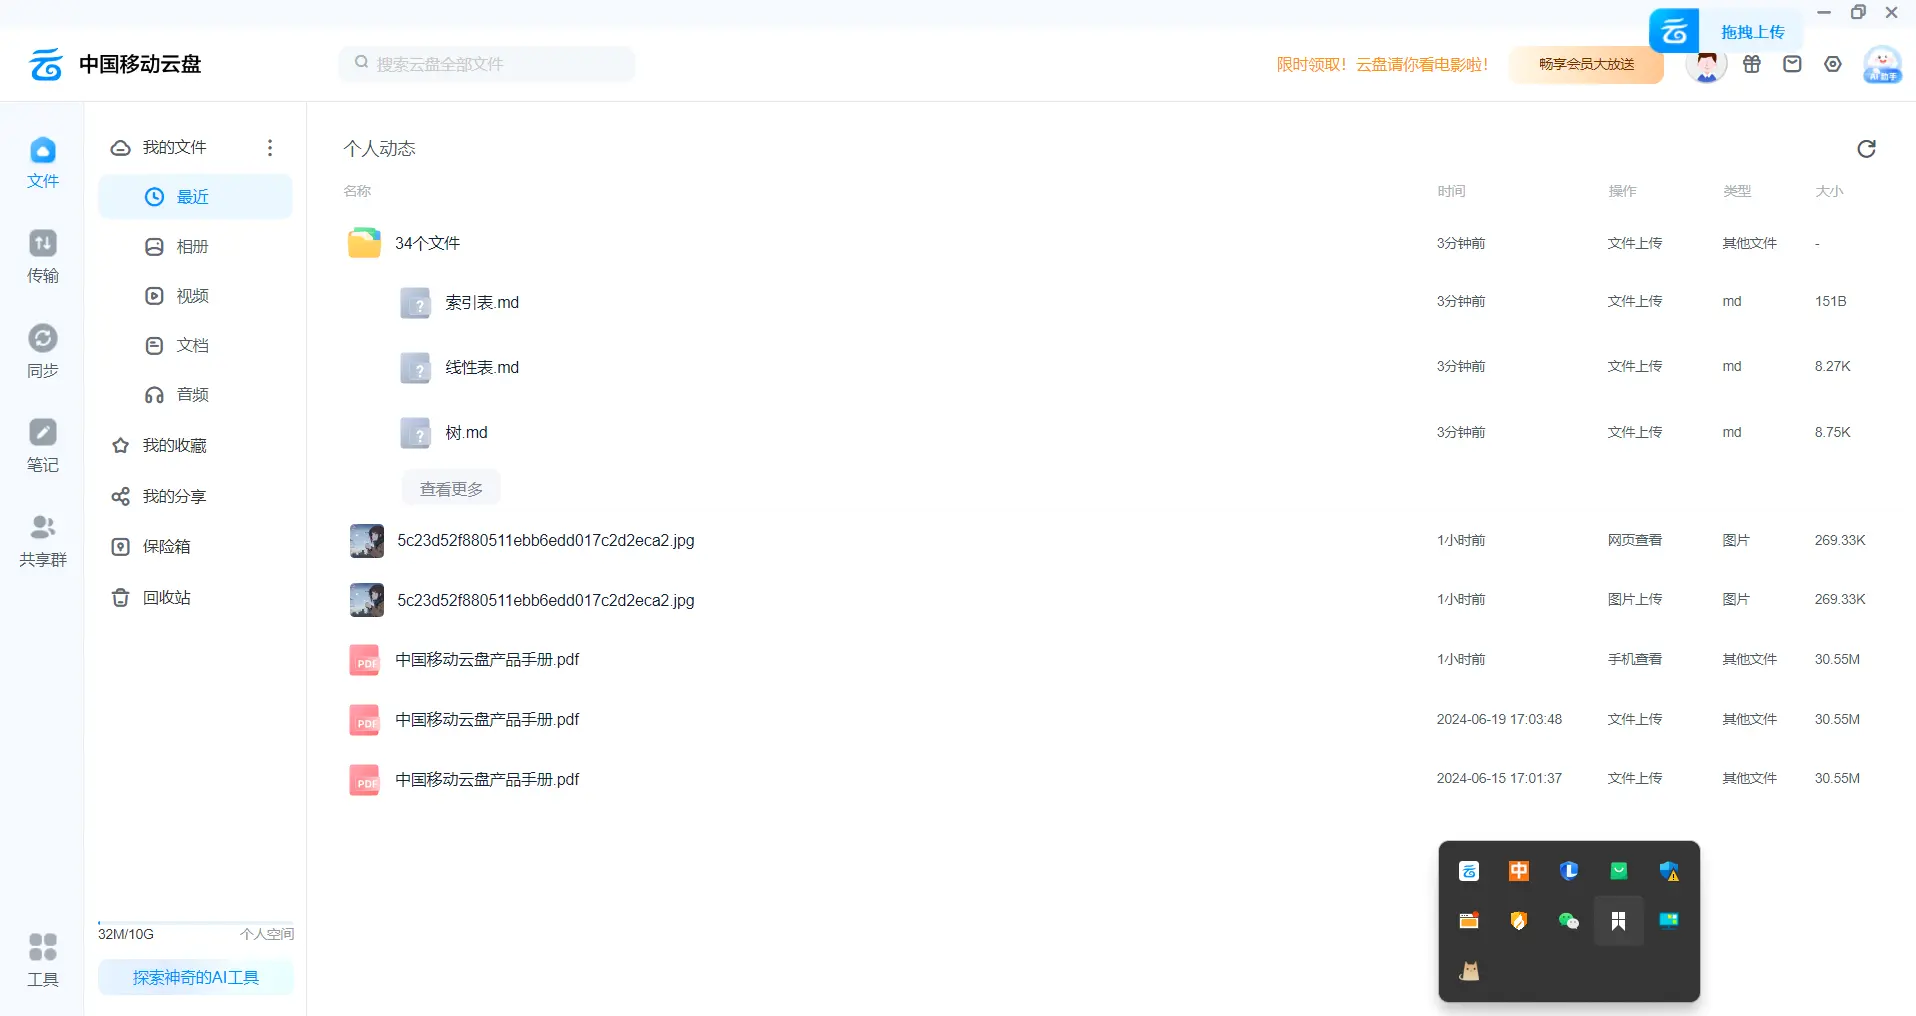 拖拽上传
中国移动云盘
搜索云盘全部文件
限时领取！云盘请你看电影啦！
畅享会员大放送
AI助手
文件
传输
同步
笔记
共享群
工具
我的文件
最近
相册
视频
文档
音频
我的收藏
我的分享
保险箱
回收站
32M/10G 个人空间
探索神奇的AI工具
个人动态
名称 时间 操作 类型 大小
34个文件 3分钟前 文件上传 其他文件 -
索引表.md 3分钟前 文件上传 md 151B
线性表.md 3分钟前 文件上传 md 8.27K
树.md 3分钟前 文件上传 md 8.75K
查看更多
5c23d52f880511ebb6edd017c2d2eca2.jpg 1小时前 网页查看 图片 269.33K
5c23d52f880511ebb6edd017c2d2eca2.jpg 1小时前 图片上传 图片 269.33K
PDF 中国移动云盘产品手册.pdf 1小时前 手机查看 其他文件 30.55M
PDF 中国移动云盘产品手册.pdf 2024-06-19 17:03:48 文件上传 其他文件 30.55M
PDF 中国移动云盘产品手册.pdf 2024-06-15 17:01:37 文件上传 其他文件 30.55M
中